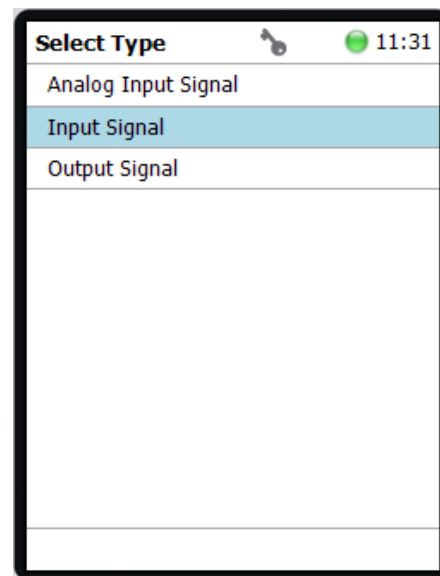 Select Type 11:31
Analog Input Signal
Input Signal
Output Signal